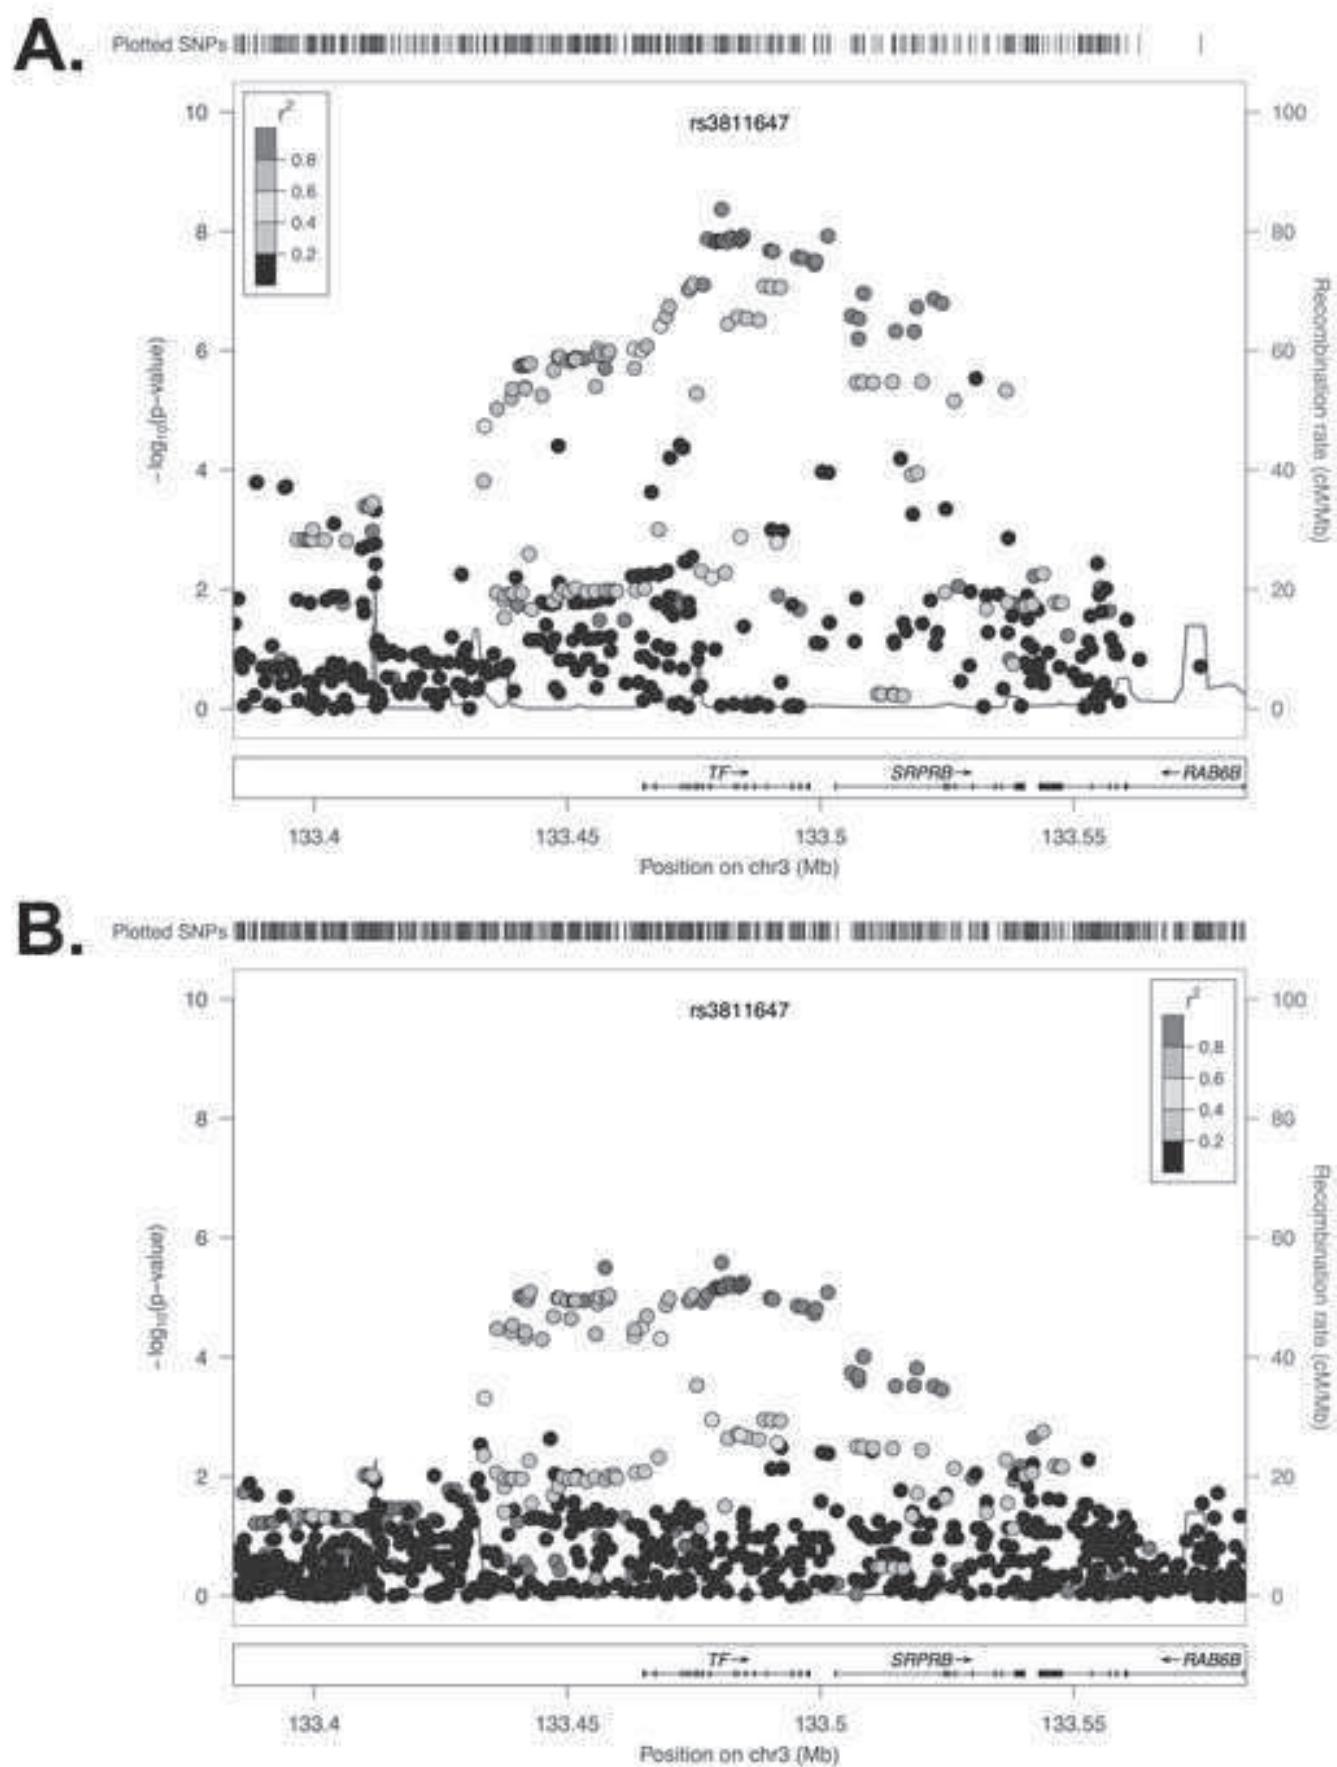 A.
Plotted SNPs
10
8
6
4
2
0
r²
0.8
0.6
0.4
0.2
rs3811647
100
80
60
40
20
0
−log10(p−value)
Recombination rate (cM/Mb)
TF→
SRPRB→
←RAB6B
133.4
133.45
133.5
133.55
Position on chr3 (Mb)
B.
Plotted SNPs
10
8
6
4
2
0
rs3811647
r²
0.8
0.6
0.4
0.2
100
80
60
40
20
0
−log10(p−value)
Recombination rate (cM/Mb)
TF→
SRPRB→
←RAB6B
133.4
133.45
133.5
133.55
Position on chr3 (Mb)